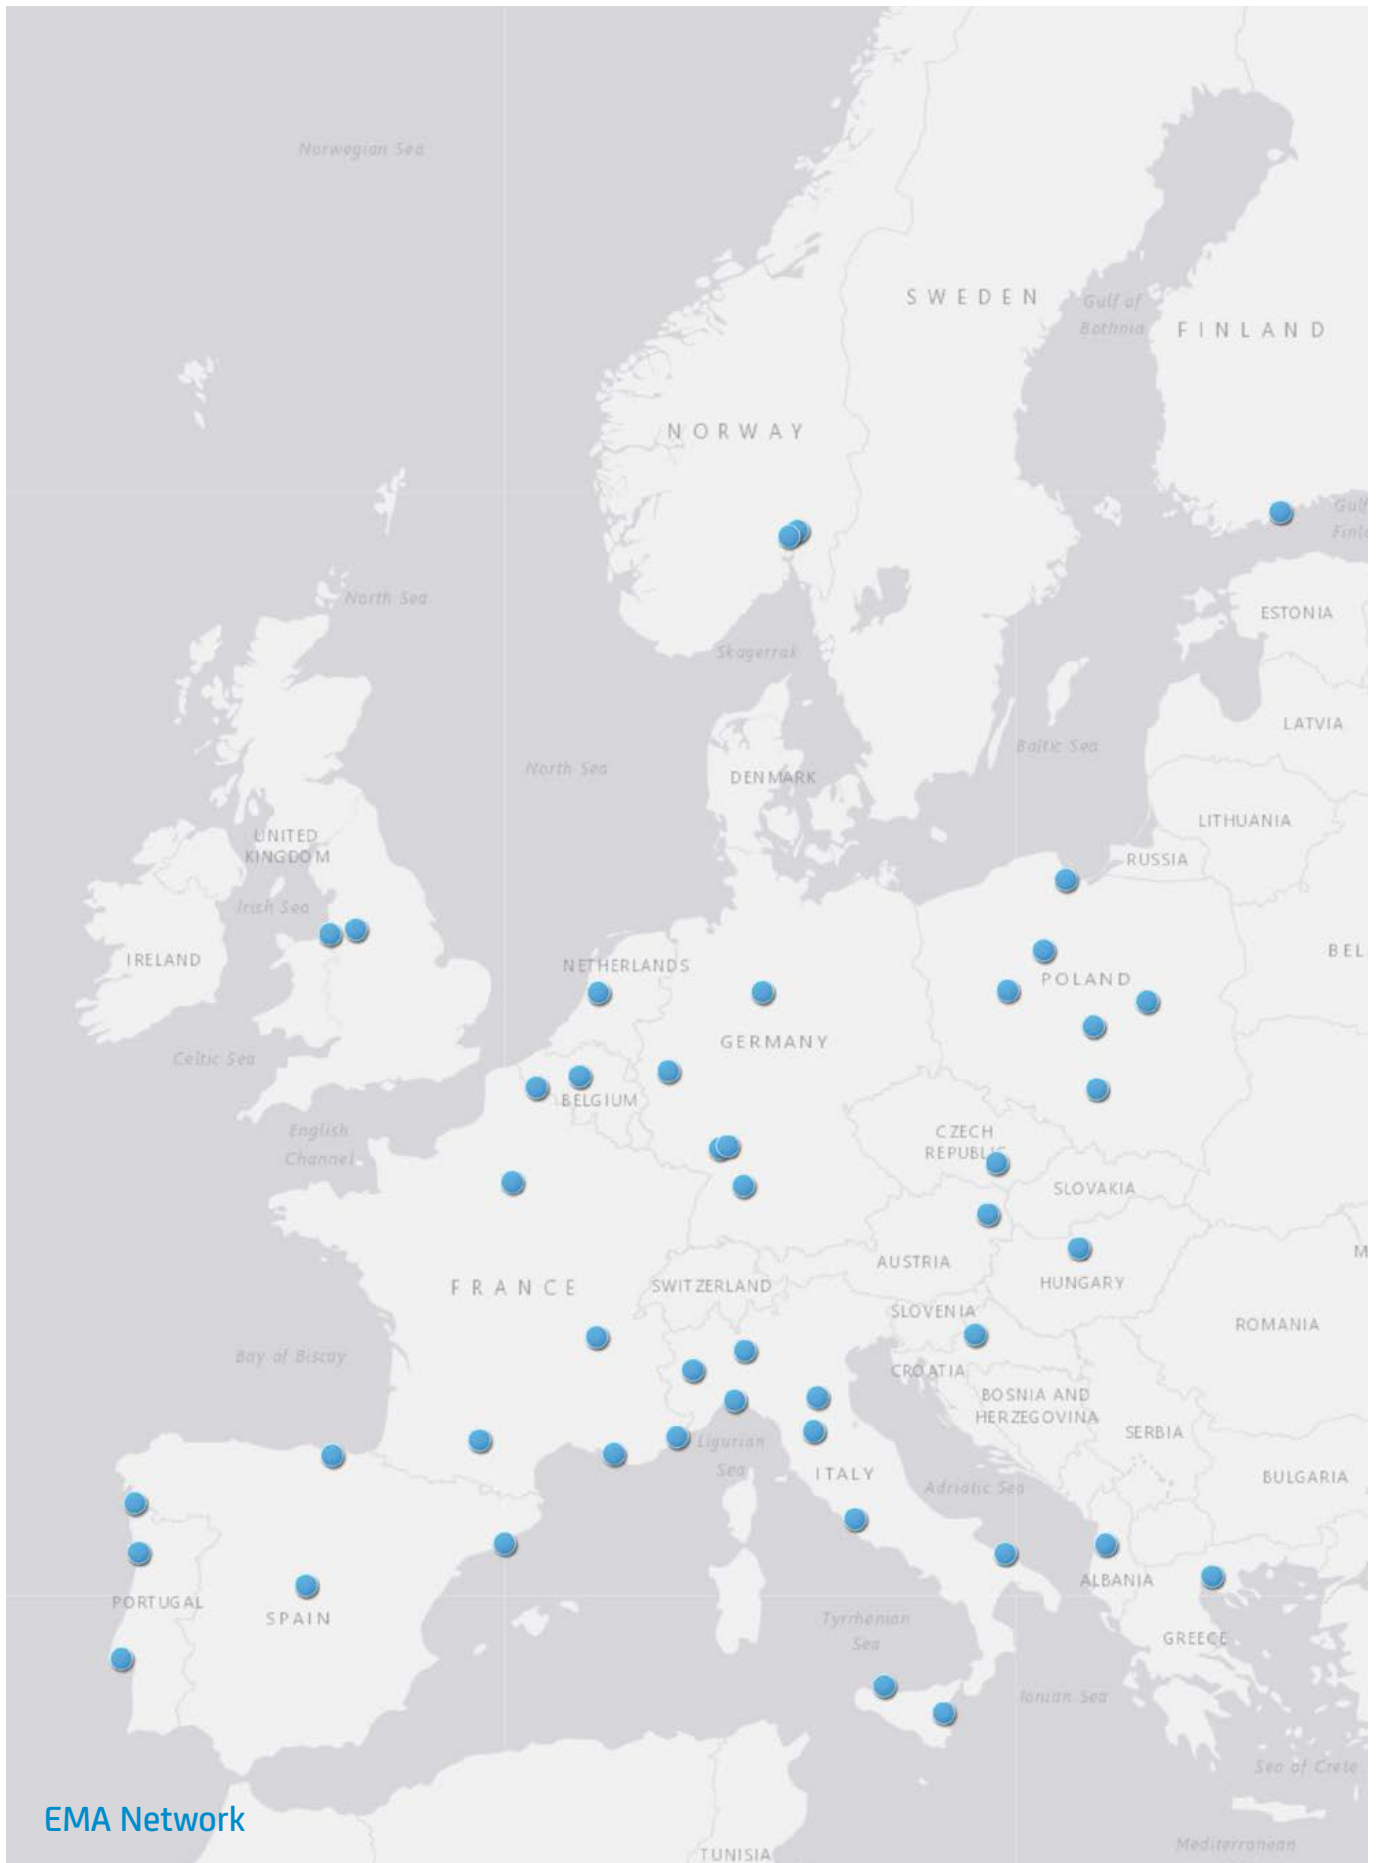 Norwegian Sea
SWEDEN
Gulf of
Bothnia
FINLAND
NORWAY
Gulf
North Sea
ESTONIA
Skagerrak
LATVIA
Baltic Sea
North Sea
DENMARK
LITHUANIA
UNITED
KINGDOM
RUSSIA
Irish Sea
IRELAND
BEL
NETHERLANDS
POLAND
GERMANY
Celtic Sea
BELGIUM
English
Channel
CZECH
REPUBLIC
SLOVAKIA
M
AUSTRIA
HUNGARY
FRANCE
SWITZERLAND
SLOVENIA
ROMANIA
Bay of Biscay
CROATIA
BOSNIA AND
HERZEGOVINA
SERBIA
Ligurian
Sea
ITALY
BULGARIA
Adriatic Sea
ALBANIA
PORTUGAL
SPAIN
Tyrrhenian
Sea
GREECE
Ionian Sea
Sea of Crete
EMA Network
Mediterranean
TUNISIA